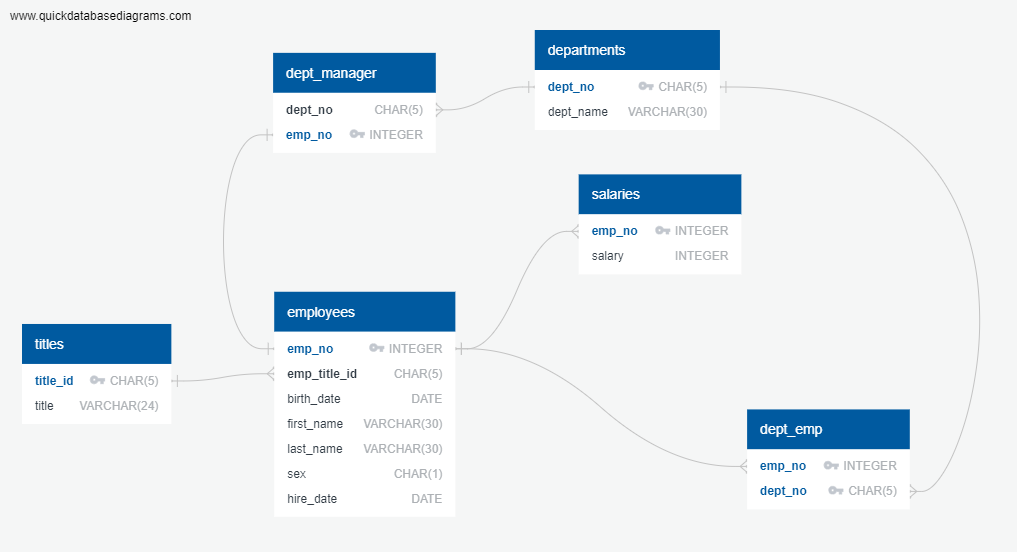 www.quickdatabasediagrams.com
dept_manager
dept_no CHAR(5)
emp_no INTEGER
departments
dept_no CHAR(5)
dept_name VARCHAR(30)
salaries
emp_no INTEGER
salary INTEGER
titles
title_id CHAR(5)
title VARCHAR(24)
employees
emp_no INTEGER
emp_title_id CHAR(5)
birth_date DATE
first_name VARCHAR(30)
last_name VARCHAR(30)
sex CHAR(1)
hire_date DATE
dept_emp
emp_no INTEGER
dept_no CHAR(5)